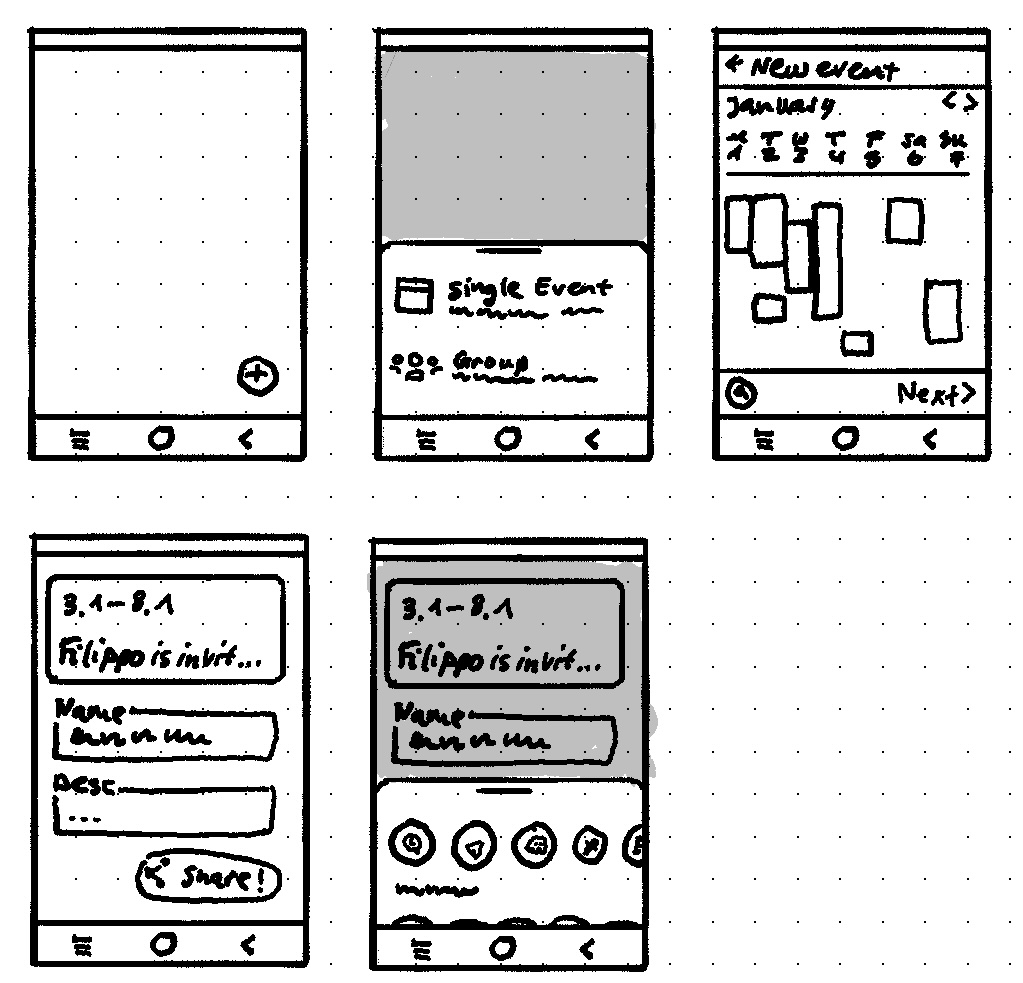 Single Event
Group
← New event
January < >
M T W T F Sa Su
1 2 3 4 5 6 7
Next >
3.1 – 8.1
Filippo is invit...
Name
Desc
...
Share!
3.1 – 8.1
Filippo is invit...
Name